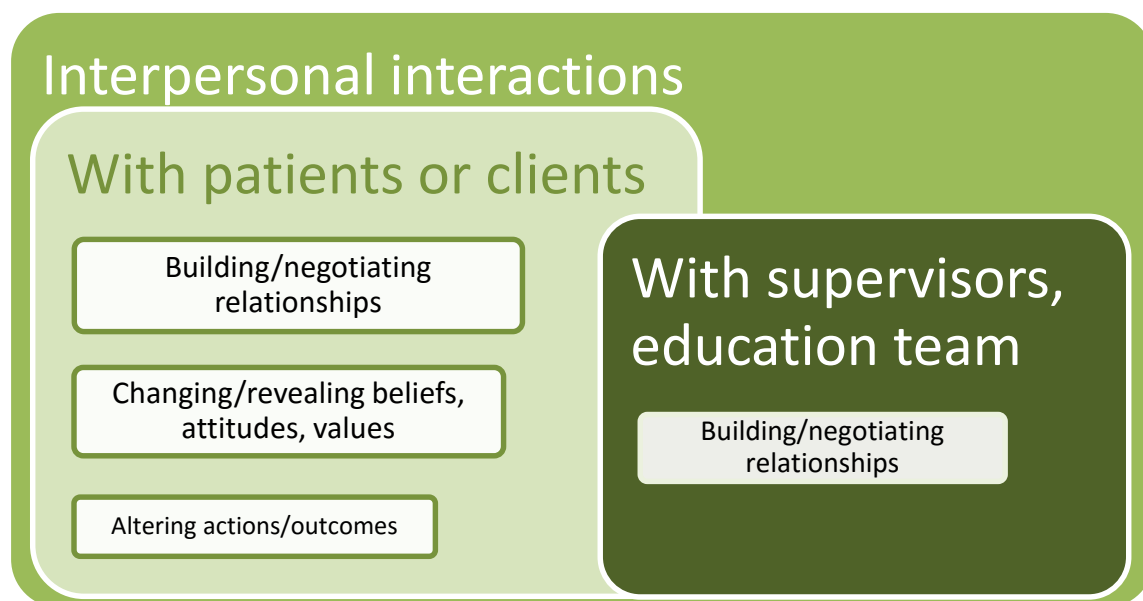 Interpersonal interactions
With patients or clients
Building/negotiating
relationships
Changing/revealing beliefs,
attitudes, values
Altering actions/outcomes
With supervisors,
education team
Building/negotiating
relationships